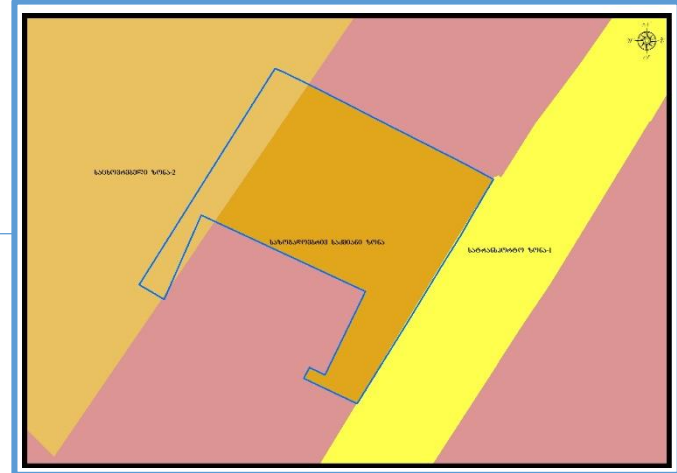 საცხოვრებელი ზონა-2
საზოგადოებრივ საქმიანი ზონა
სატრანსპორტო ზონა-1